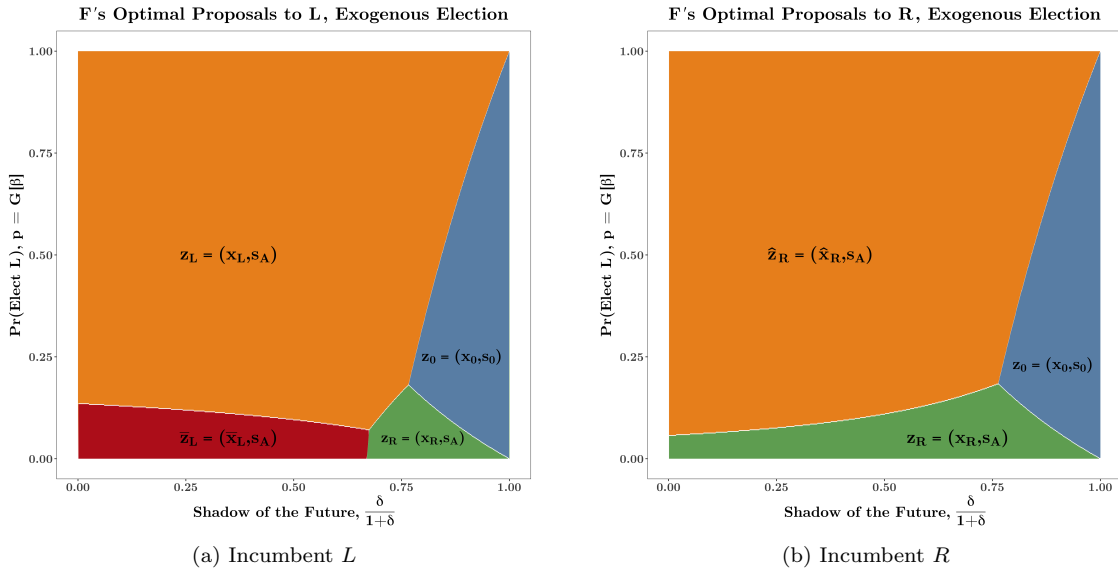 F's Optimal Proposals to L, Exogenous Election
1.00
0.75
0.50
0.25
0.00
Pr(Elect L), p = G[β]
z_L = (x_L,s_A)
z_0 = (x_0,s_0)
z̅_L = (x̅_L,s_A)
z_R = (x_R,s_A)
0.00 0.25 0.50 0.75 1.00
Shadow of the Future, δ/1+δ
(a) Incumbent L
F's Optimal Proposals to R, Exogenous Election
1.00
0.75
0.50
0.25
0.00
Pr(Elect L), p = G[β]
ẑ_R = (x̂_R,s_A)
z_0 = (x_0,s_0)
z_R = (x_R,s_A)
0.00 0.25 0.50 0.75 1.00
Shadow of the Future, δ/1+δ
(b) Incumbent R